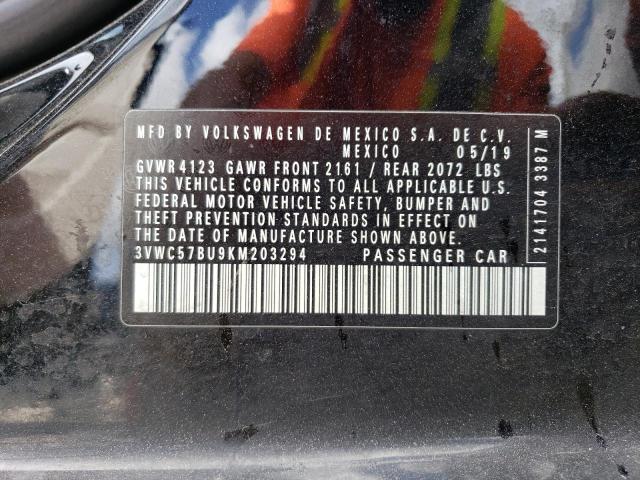 MFD BY VOLKSWAGEN DE MEXICO S.A. DE C.V.
MEXICO 05/19
GVWR 4123 GAWR FRONT 2161 / REAR 2072 LBS
THIS VEHICLE CONFORMS TO ALL APPLICABLE U.S.
FEDERAL MOTOR VEHICLE SAFETY, BUMPER AND
THEFT PREVENTION STANDARDS IN EFFECT ON
THE DATE OF MANUFACTURE SHOWN ABOVE.
3VWC57BU9KM203294 PASSENGER CAR
2141704 3387 M